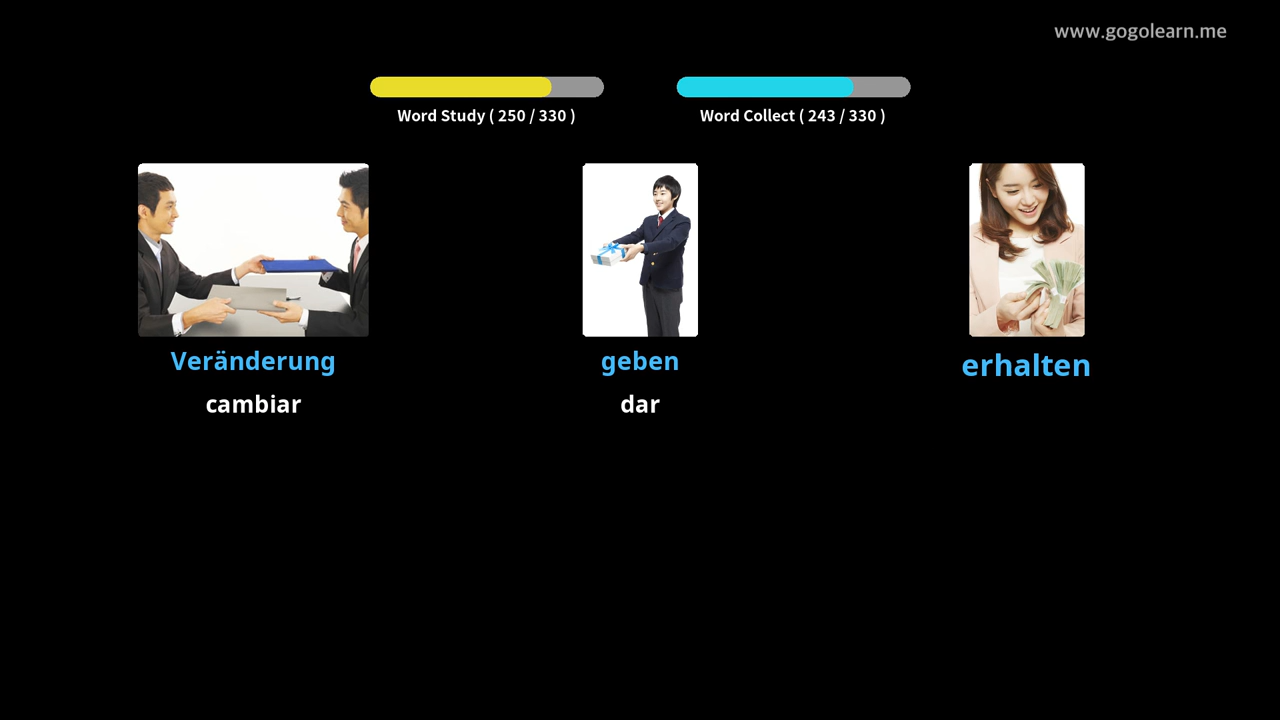 www.gogolearn.me
Word Study ( 250 / 330 )
Word Collect ( 243 / 330 )
Veränderung
cambiar
geben
dar
erhalten